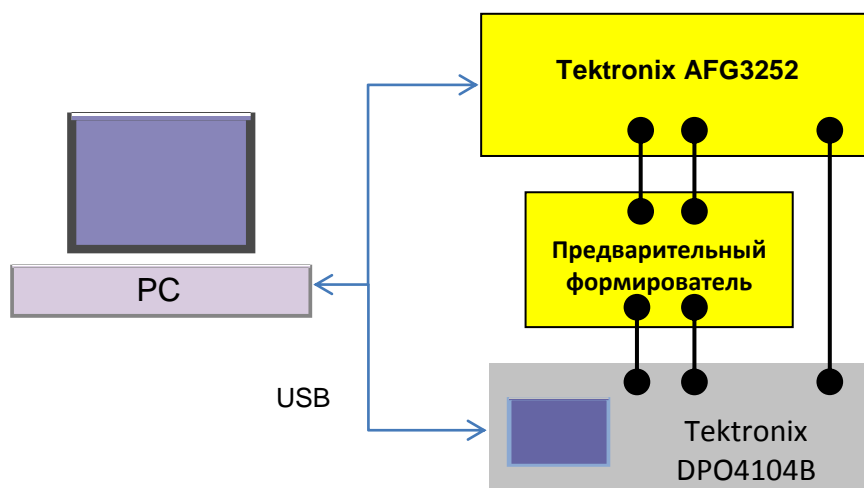 Tektronix AFG3252
Предварительный
формирователь
PC
USB
Tektronix
DPO4104B